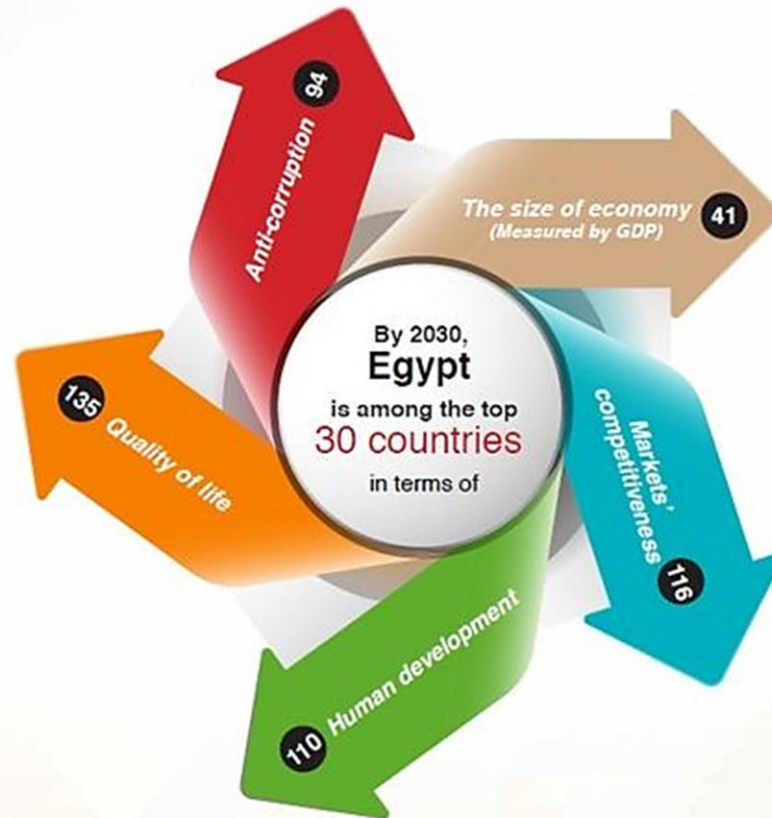 By 2030,
Egypt
is among the top
30 countries
in terms of
The size of economy
(Measured by GDP)
41
Markets'
competitiveness
116
Human development
110
Quality of life
135
Anti-corruption
94